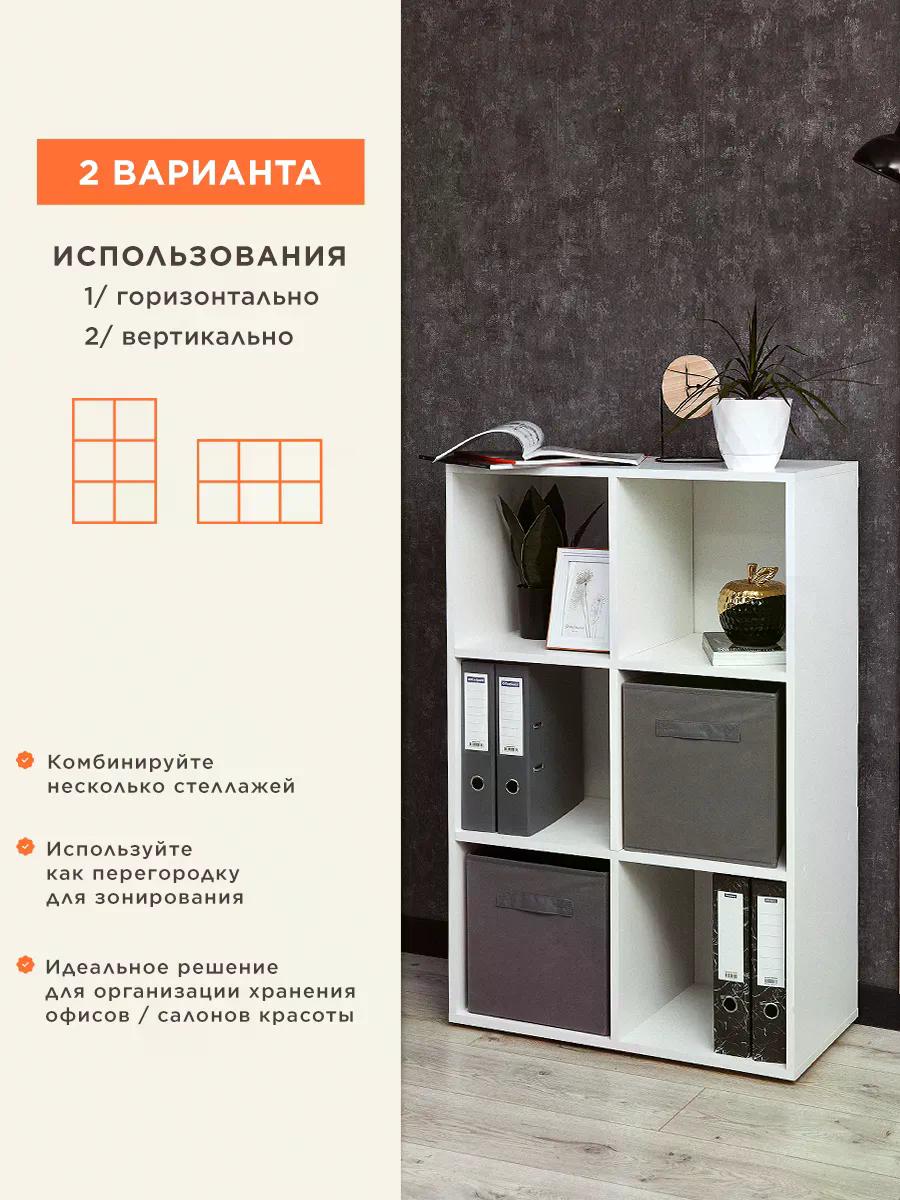 2 ВАРИАНТА
ИСПОЛЬЗОВАНИЯ
1/ горизонтально
2/ вертикально
Комбинируйте
несколько стеллажей
Используйте
как перегородку
для зонирования
Идеальное решение
для организации хранения
офисов / салонов красоты